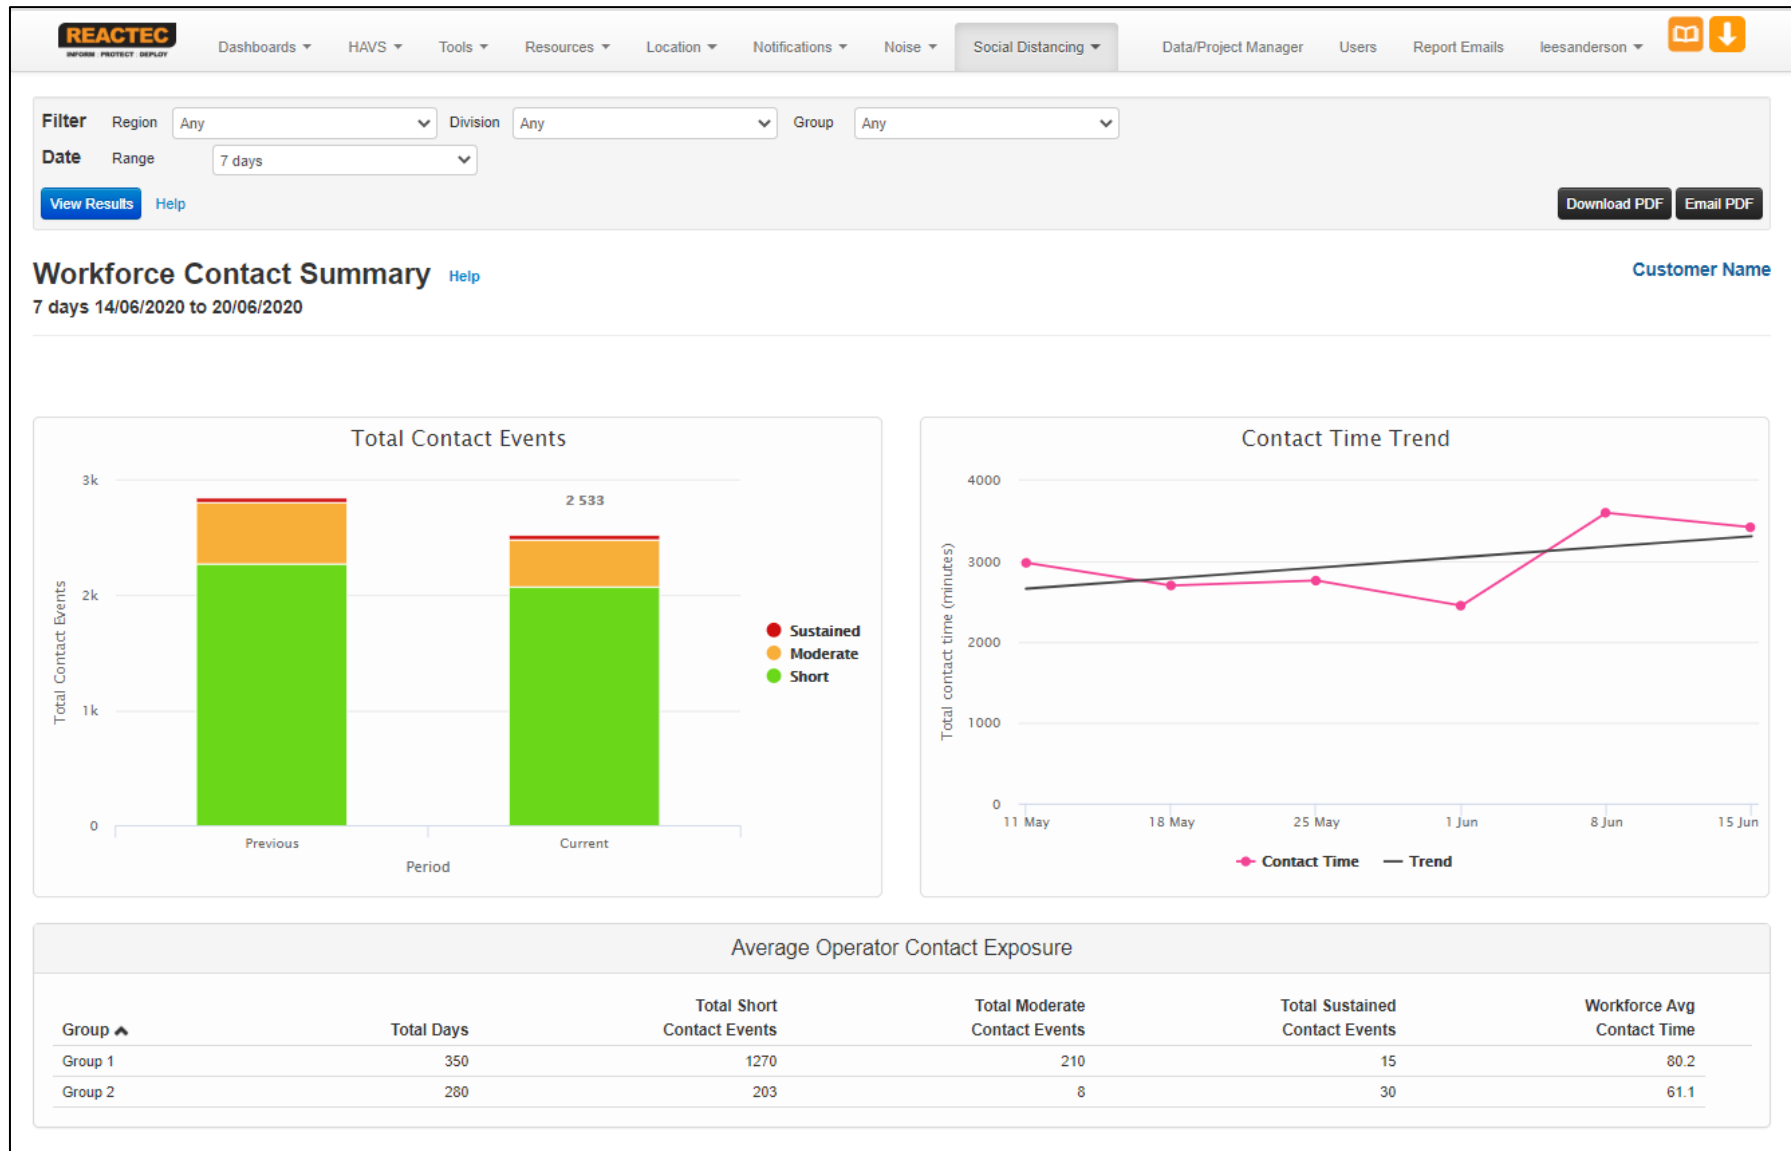 REACTEC
INFORM PROTECT DEPLOY
Dashboards HAVS Tools Resources Location Notifications Noise Social Distancing Data/Project Manager Users Report Emails leesanderson
Filter Region Any Division Any Group Any
Date Range 7 days
View Results Help Download PDF Email PDF
Workforce Contact Summary Help Customer Name
7 days 14/06/2020 to 20/06/2020
Total Contact Events
3k
2k
1k
0
Total Contact Events
2 533
Previous Current
Period
Sustained
Moderate
Short
Contact Time Trend
4000
3000
2000
1000
0
Total contact time (minutes)
11 May 18 May 25 May 1 Jun 8 Jun 15 Jun
Contact Time Trend
Average Operator Contact Exposure
Total Short Total Moderate Total Sustained Workforce Avg
Group Total Days Contact Events Contact Events Contact Events Contact Time
Group 1 350 1270 210 15 80.2
Group 2 280 203 8 30 61.1